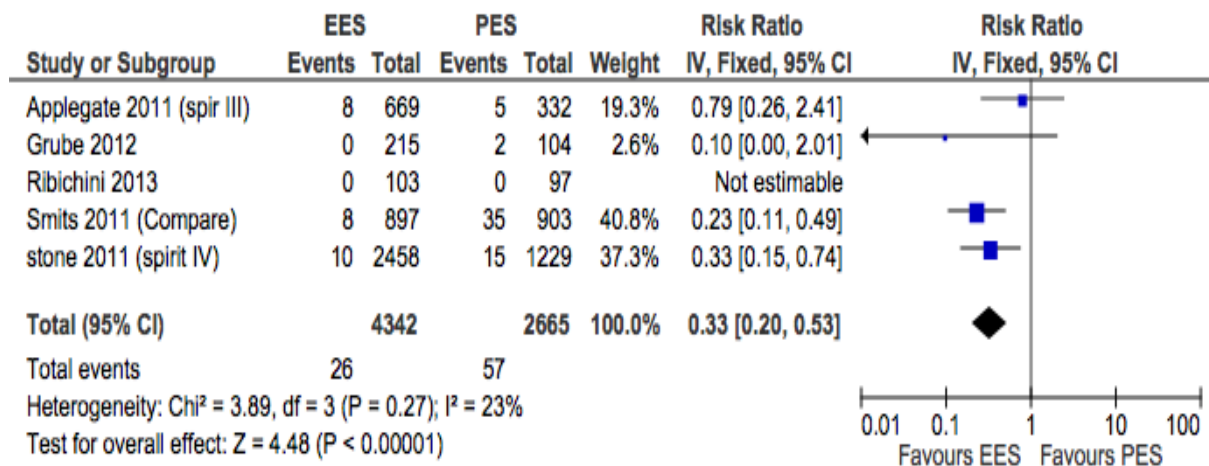 EES PES Risk Ratio Risk Ratio
Study or Subgroup Events Total Events Total Weight IV, Fixed, 95% CI IV, Fixed, 95% CI
Applegate 2011 (spir III) 8 669 5 332 19.3% 0.79 [0.26, 2.41]
Grube 2012 0 215 2 104 2.6% 0.10 [0.00, 2.01]
Ribichini 2013 0 103 0 97 Not estimable
Smits 2011 (Compare) 8 897 35 903 40.8% 0.23 [0.11, 0.49]
stone 2011 (spirit IV) 10 2458 15 1229 37.3% 0.33 [0.15, 0.74]
Total (95% CI) 4342 2665 100.0% 0.33 [0.20, 0.53]
Total events 26 57
Heterogeneity: Chi² = 3.89, df = 3 (P = 0.27); I² = 23%
Test for overall effect: Z = 4.48 (P < 0.00001)
0.01 0.1 1 10 100
Favours EES Favours PES